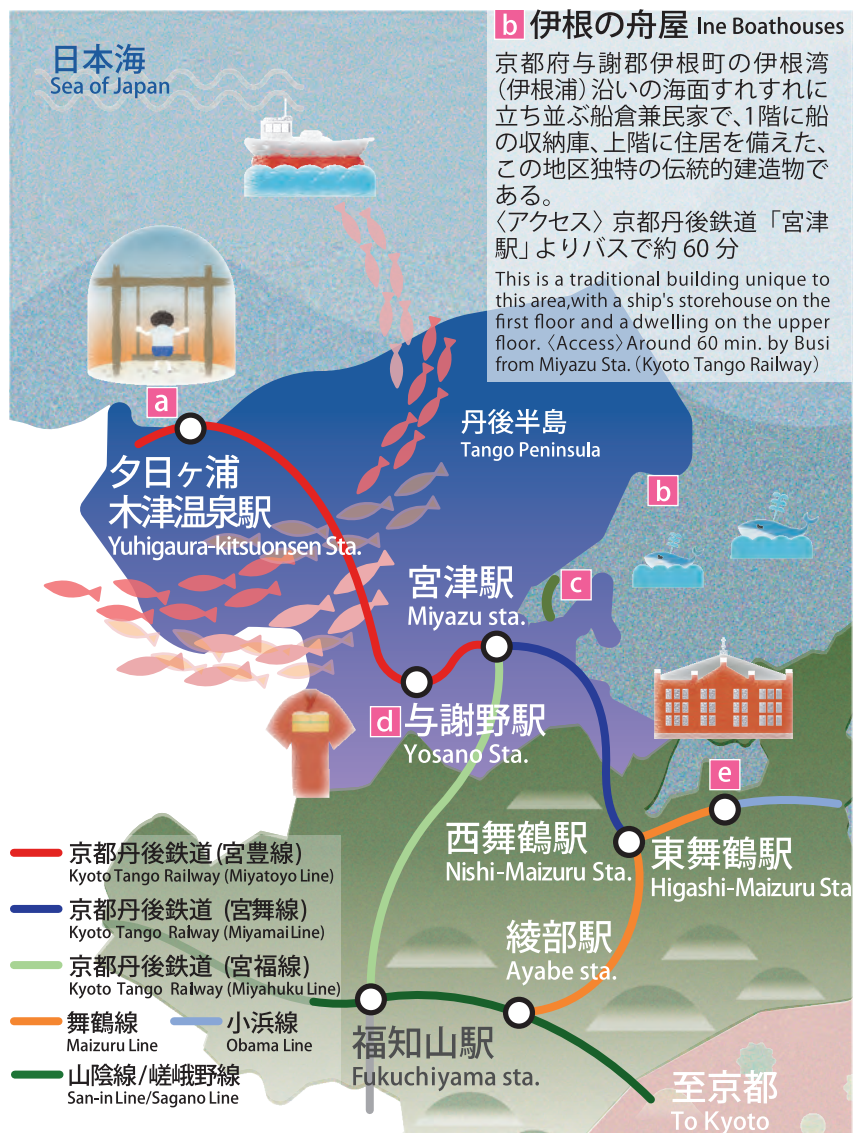 b 伊根の舟屋 Ine Boathouses
京都府与謝郡伊根町の伊根湾
(伊根浦)沿いの海面すれすれに
立ち並ぶ船倉兼民家で、1階に船
の収納庫、上階に住居を備えた、
この地区独特の伝統的建造物で
ある。
〈アクセス〉京都丹後鉄道「宮津
駅」よりバスで約 60 分
This is a traditional building unique to
this area,with a ship's storehouse on the
first floor and a dwelling on the upper
floor. 〈Access〉Around 60 min. by Busi
from Miyazu Sta. (Kyoto Tango Railway)
日本海
Sea of Japan
a
夕日ヶ浦
木津温泉駅
Yuhigaura-kitsuonsen Sta.
丹後半島
Tango Peninsula
b
宮津駅
Miyazu sta.
c
d 与謝野駅
Yosano Sta.
e
西舞鶴駅
Nishi-Maizuru Sta.
東舞鶴駅
Higashi-Maizuru Sta
綾部駅
Ayabe sta.
福知山駅
Fukuchiyama sta.
至京都
To Kyoto
京都丹後鉄道(宮豊線)
Kyoto Tango Railway (Miyatoyo Line)
京都丹後鉄道 (宮舞線)
Kyoto Tango Ralway (Miyamai Line)
京都丹後鉄道 (宮福線)
Kyoto Tango Ralway (Miyahuku Line)
舞鶴線 小浜線
Maizuru Line Obama Line
山陰線/嵯峨野線
San-in Line/Sagano Line